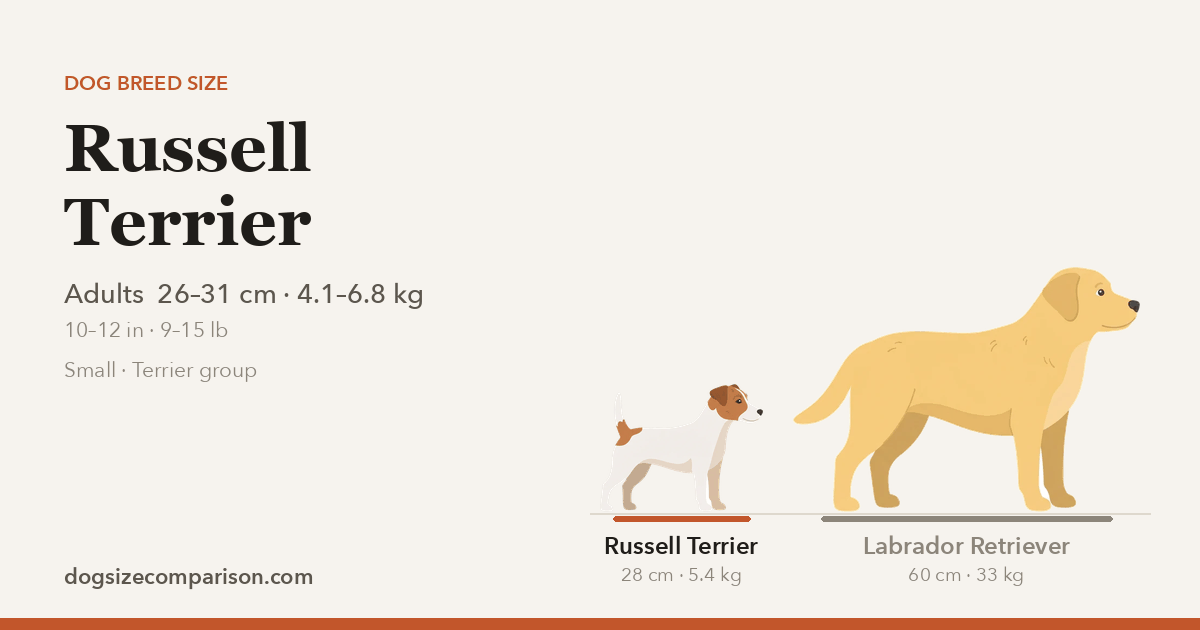 DOG BREED SIZE
Russell
Terrier
Adults 26–31 cm · 4.1–6.8 kg
10–12 in · 9–15 lb
Small · Terrier group
Russell Terrier
28 cm · 5.4 kg
Labrador Retriever
60 cm · 33 kg
dogsizecomparison.com